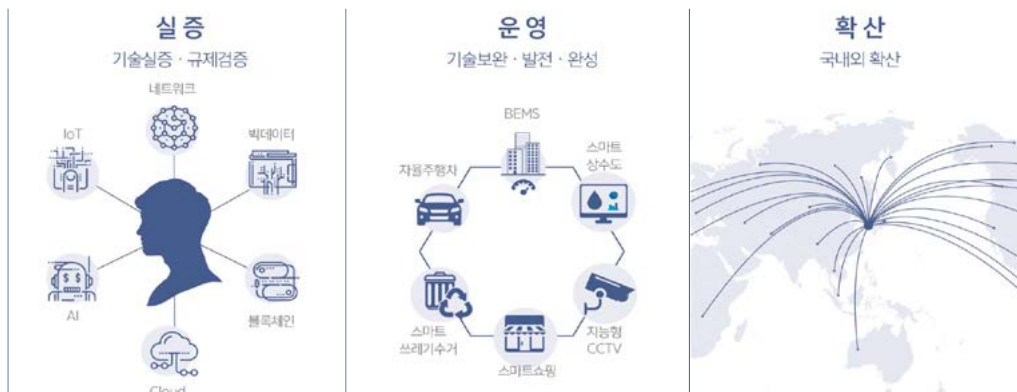 실증
기술실증 · 규제검증
네트워크
IoT
빅데이터
AI
블록체인
Cloud
운영
기술보완 · 발전 · 완성
BEMS
자율주행차
스마트
상수도
스마트
쓰레기수거
지능형
CCTV
스마트쇼핑
확산
국내외 확산